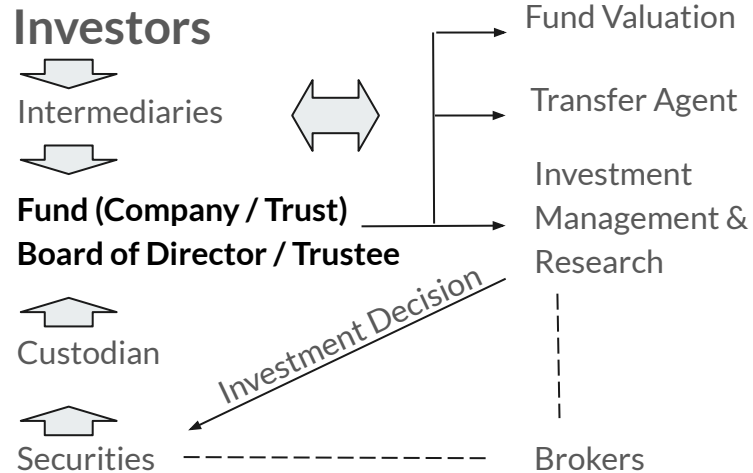 Investors
Intermediaries
Fund (Company / Trust)
Board of Director / Trustee
Custodian
Securities
Investment Decision
Fund Valuation
Transfer Agent
Investment
Management &
Research
Brokers